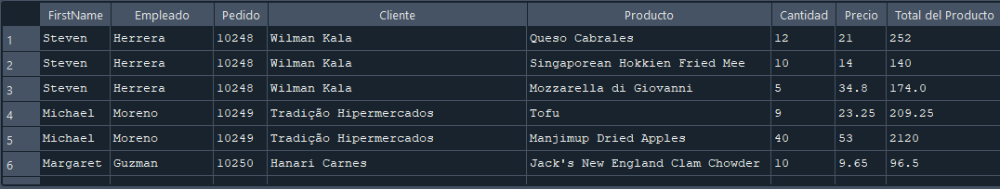 FirstName Empleado Pedido Cliente Producto Cantidad Precio Total del Producto
1 Steven Herrera 10248 Wilman Kala Queso Cabrales 12 21 252
2 Steven Herrera 10248 Wilman Kala Singaporean Hokkien Fried Mee 10 14 140
3 Steven Herrera 10248 Wilman Kala Mozzarella di Giovanni 5 34.8 174.0
4 Michael Moreno 10249 Tradição Hipermercados Tofu 9 23.25 209.25
5 Michael Moreno 10249 Tradição Hipermercados Manjimup Dried Apples 40 53 2120
6 Margaret Guzman 10250 Hanari Carnes Jack's New England Clam Chowder 10 9.65 96.5